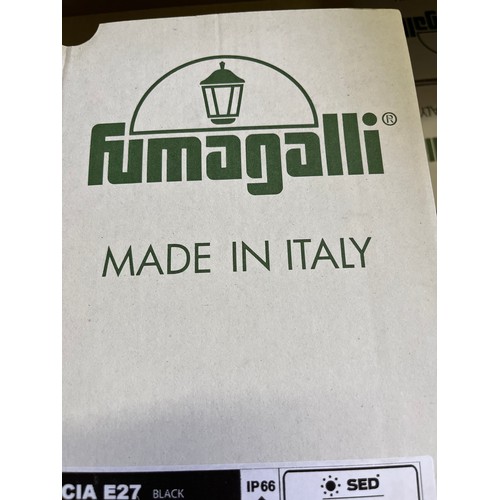 fumagalli®
MADE IN ITALY
CIA E27 BLACK IP66 SED